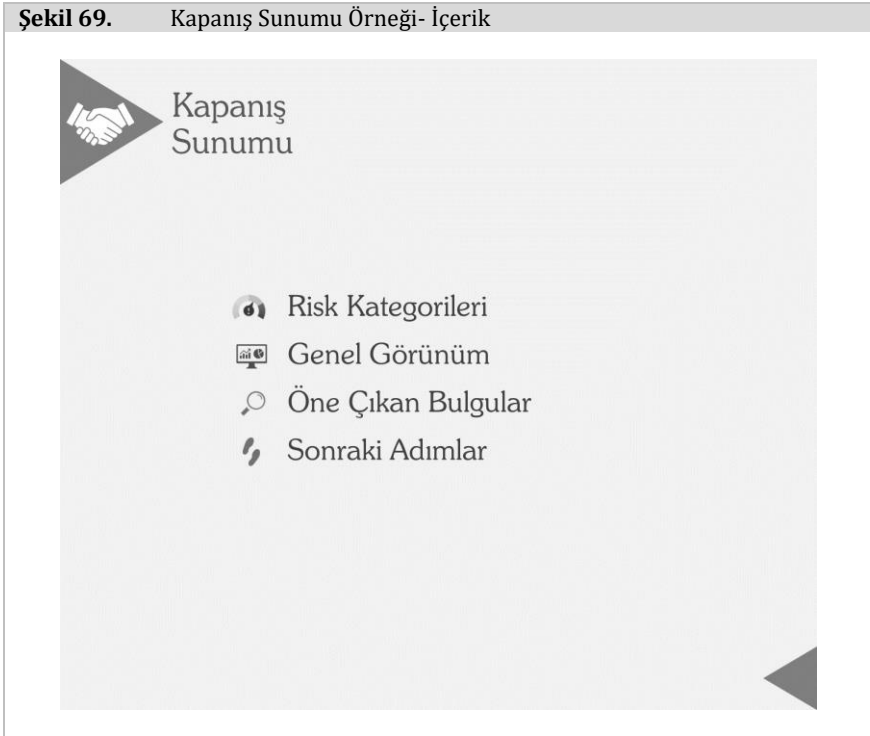 Şekil 69. Kapanış Sunumu Örneği- İçerik
Kapanış
Sunumu
Risk Kategorileri
Genel Görünüm
Öne Çıkan Bulgular
Sonraki Adımlar